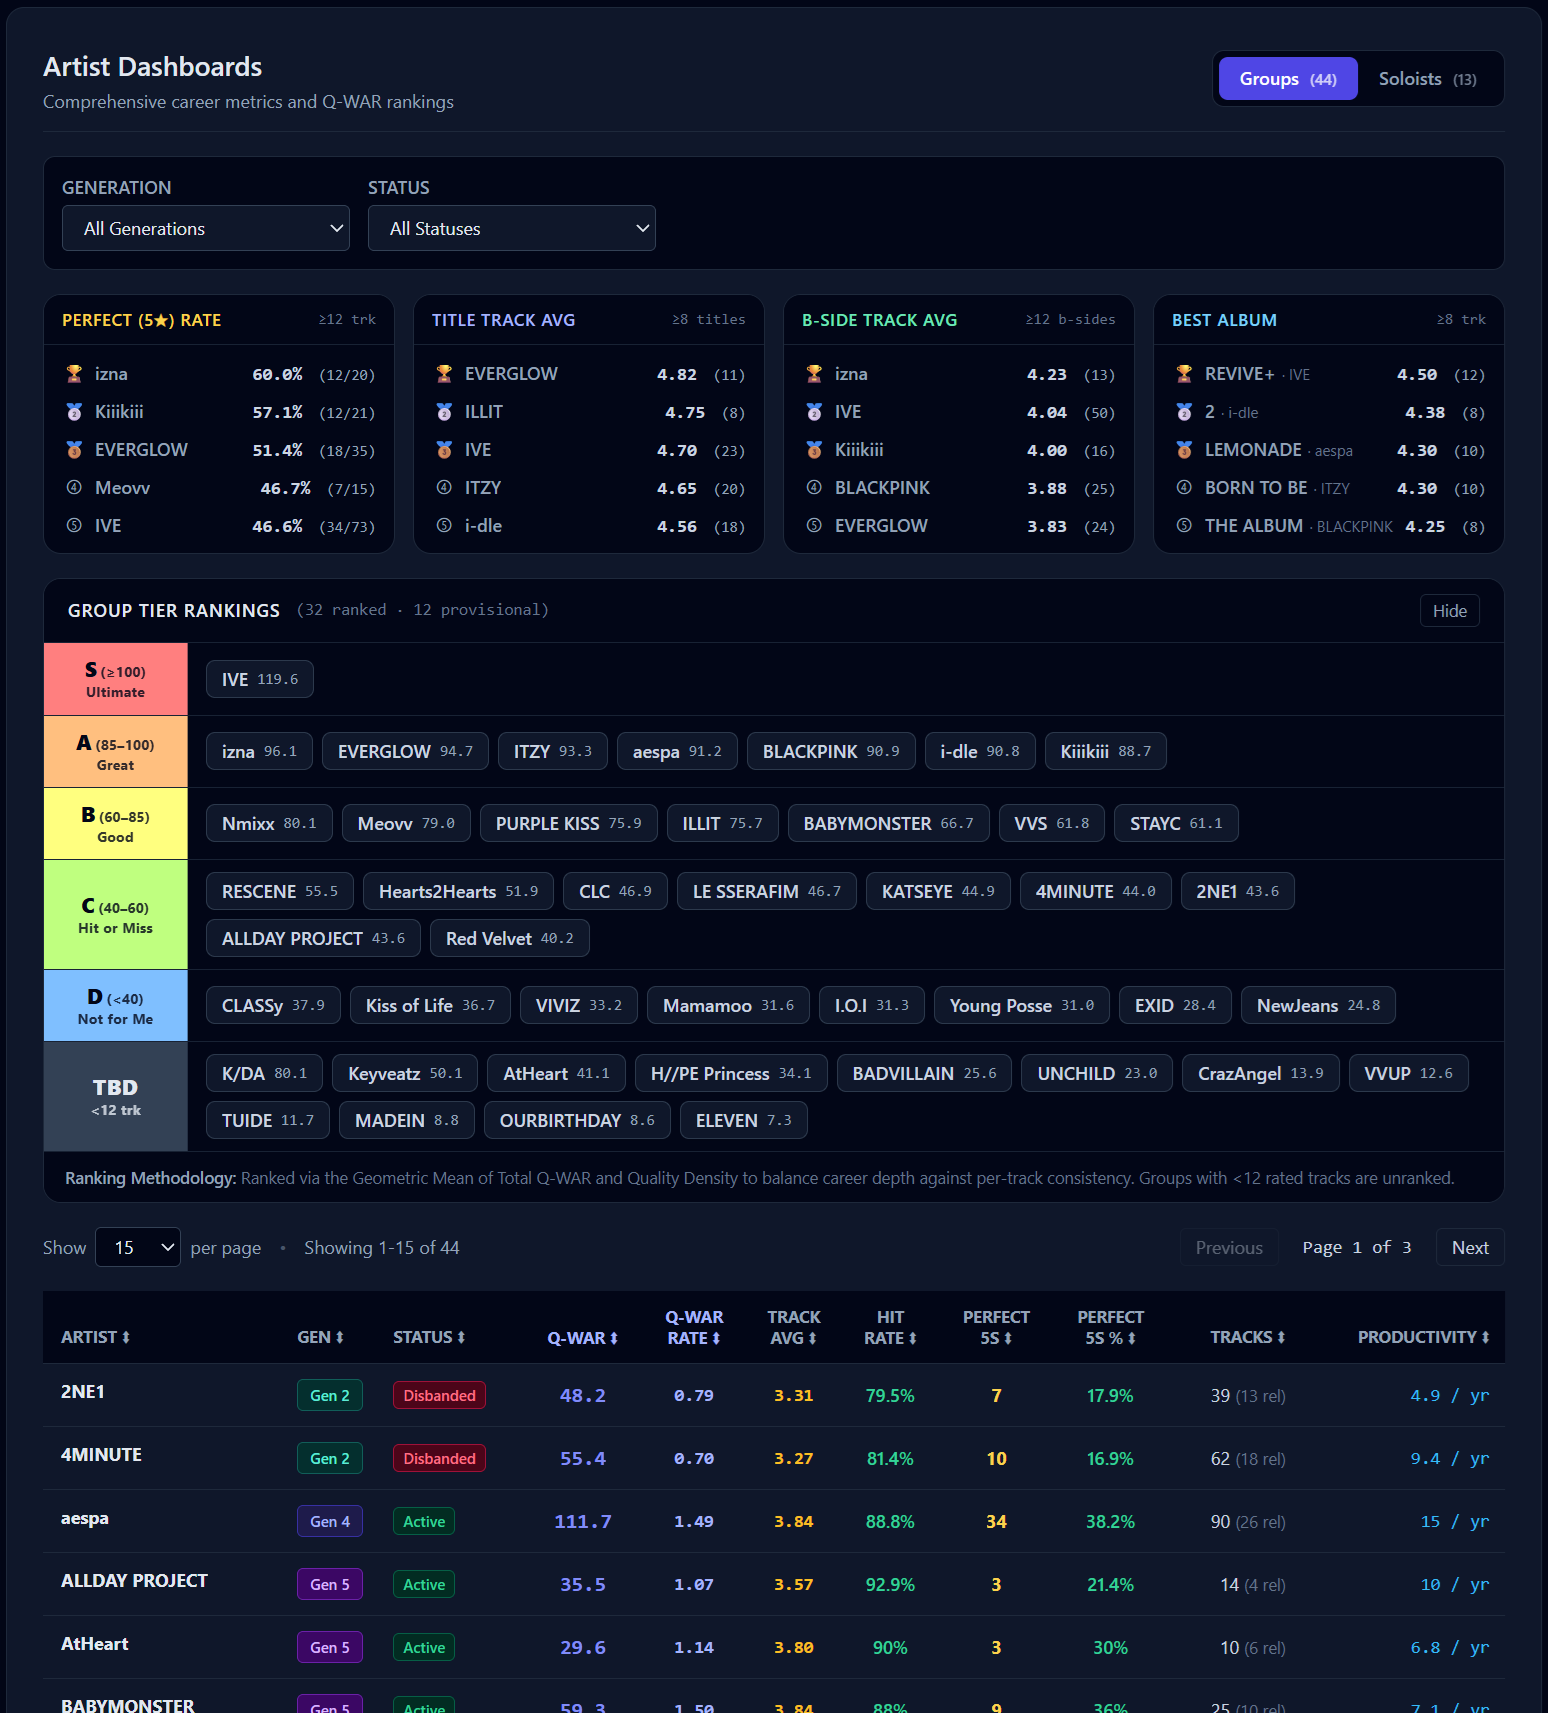 Artist Dashboards
Comprehensive career metrics and Q-WAR rankings
Groups (44) Soloists (13)
GENERATION STATUS
All Generations All Statuses
PERFECT (5★) RATE ≥12 trk
izna 60.0% (12/20)
Kiiikiii 57.1% (12/21)
EVERGLOW 51.4% (18/35)
④ Meovv 46.7% (7/15)
⑤ IVE 46.6% (34/73)
TITLE TRACK AVG ≥8 titles
EVERGLOW 4.82 (11)
ILLIT 4.75 (8)
IVE 4.70 (23)
④ ITZY 4.65 (20)
⑤ i-dle 4.56 (18)
B-SIDE TRACK AVG ≥12 b-sides
izna 4.23 (13)
IVE 4.04 (50)
Kiiikiii 4.00 (16)
④ BLACKPINK 3.88 (25)
⑤ EVERGLOW 3.83 (24)
BEST ALBUM ≥8 trk
REVIVE+ · IVE 4.50 (12)
2 · i-dle 4.38 (8)
LEMONADE · aespa 4.30 (10)
④ BORN TO BE · ITZY 4.30 (10)
⑤ THE ALBUM · BLACKPINK 4.25 (8)
GROUP TIER RANKINGS (32 ranked · 12 provisional) Hide
S (≥100)
Ultimate
IVE 119.6
A (85–100)
Great
izna 96.1 EVERGLOW 94.7 ITZY 93.3 aespa 91.2 BLACKPINK 90.9 i-dle 90.8 Kiiikiii 88.7
B (60–85)
Good
Nmixx 80.1 Meovv 79.0 PURPLE KISS 75.9 ILLIT 75.7 BABYMONSTER 66.7 VVS 61.8 STAYC 61.1
C (40–60)
Hit or Miss
RESCENE 55.5 Hearts2Hearts 51.9 CLC 46.9 LE SSERAFIM 46.7 KATSEYE 44.9 4MINUTE 44.0 2NE1 43.6
ALLDAY PROJECT 43.6 Red Velvet 40.2
D (<40)
Not for Me
CLASSy 37.9 Kiss of Life 36.7 VIVIZ 33.2 Mamamoo 31.6 I.O.I 31.3 Young Posse 31.0 EXID 28.4 NewJeans 24.8
TBD
<12 trk
K/DA 80.1 Keyveatz 50.1 AtHeart 41.1 H//PE Princess 34.1 BADVILLAIN 25.6 UNCHILD 23.0 CrazAngel 13.9 VVUP 12.6
TUIDE 11.7 MADEIN 8.8 OURBIRTHDAY 8.6 ELEVEN 7.3
Ranking Methodology: Ranked via the Geometric Mean of Total Q-WAR and Quality Density to balance career depth against per-track consistency. Groups with <12 rated tracks are unranked.
Show 15 per page • Showing 1-15 of 44 Previous Page 1 of 3 Next
ARTIST GEN STATUS Q-WAR Q-WAR RATE TRACK AVG HIT RATE PERFECT 5S PERFECT 5S % TRACKS PRODUCTIVITY
2NE1 Gen 2 Disbanded 48.2 0.79 3.31 79.5% 7 17.9% 39 (13 rel) 4.9 / yr
4MINUTE Gen 2 Disbanded 55.4 0.70 3.27 81.4% 10 16.9% 62 (18 rel) 9.4 / yr
aespa Gen 4 Active 111.7 1.49 3.84 88.8% 34 38.2% 90 (26 rel) 15 / yr
ALLDAY PROJECT Gen 5 Active 35.5 1.07 3.57 92.9% 3 21.4% 14 (4 rel) 10 / yr
AtHeart Gen 5 Active 29.6 1.14 3.80 90% 3 30% 10 (6 rel) 6.8 / yr
BABYMONSTER Gen 5 Active 59.3 1.50 3.84 88% 9 36% 25 (10 rel) 7.1 / yr